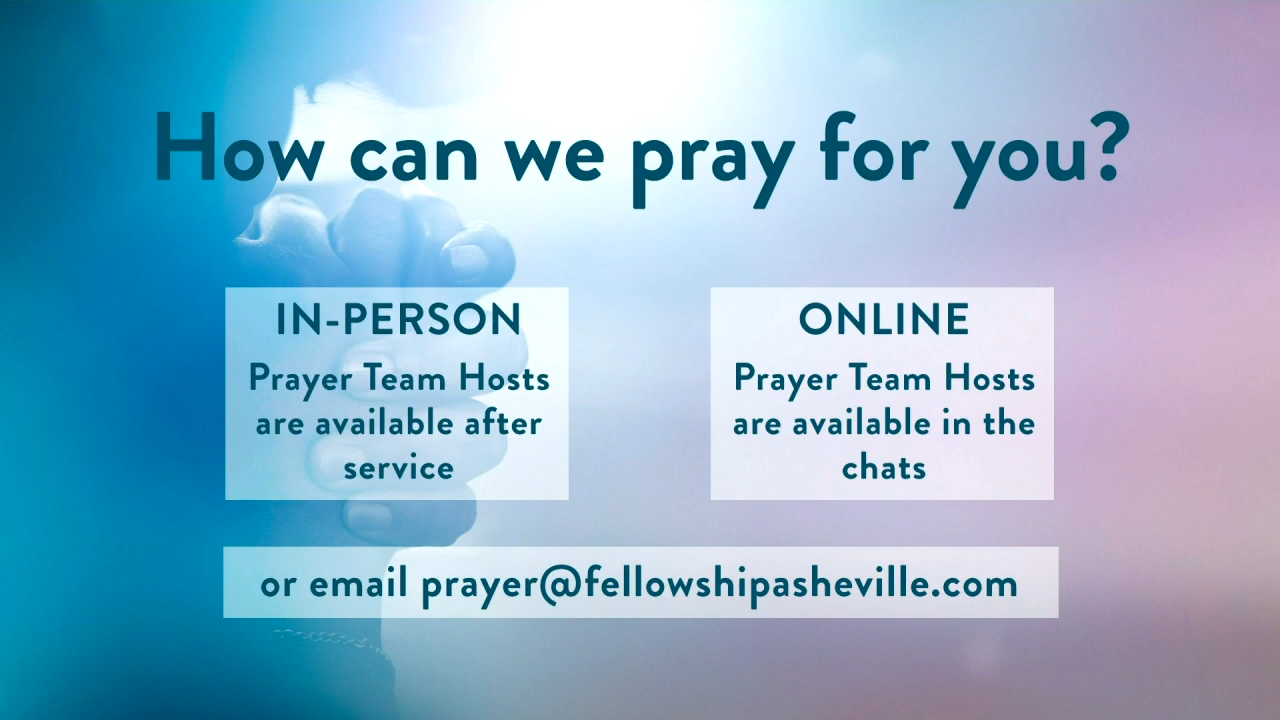 How can we pray for you?
IN-PERSON
Prayer Team Hosts
are available after
service
ONLINE
Prayer Team Hosts
are available in the
chats
or email prayer@fellowshipasheville.com